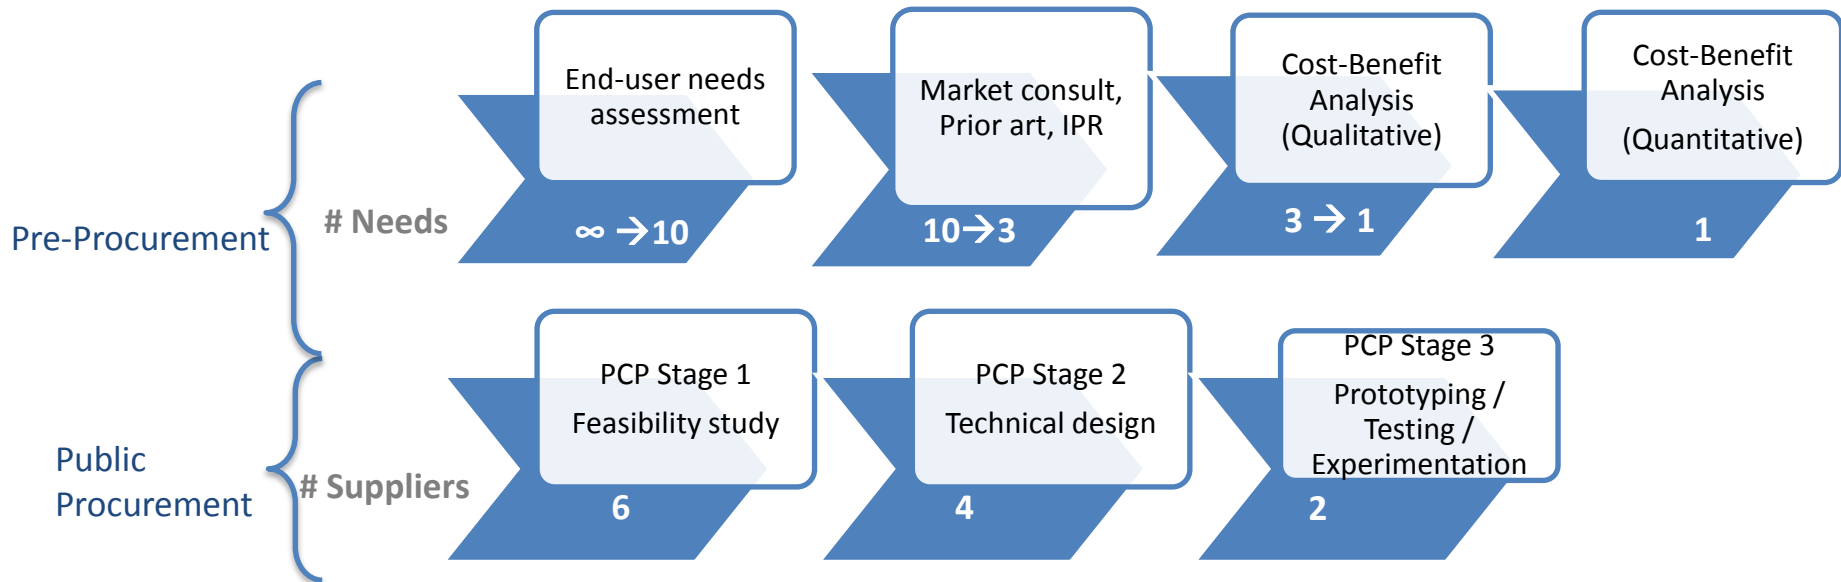 Pre-Procurement
# Needs
End-user needs
assessment
∞ →10
Market consult,
Prior art, IPR
10→3
Cost-Benefit
Analysis
(Qualitative)
3 → 1
Cost-Benefit
Analysis
(Quantitative)
1
Public
Procurement
# Suppliers
PCP Stage 1
Feasibility study
6
PCP Stage 2
Technical design
4
PCP Stage 3
Prototyping /
Testing /
Experimentation
2